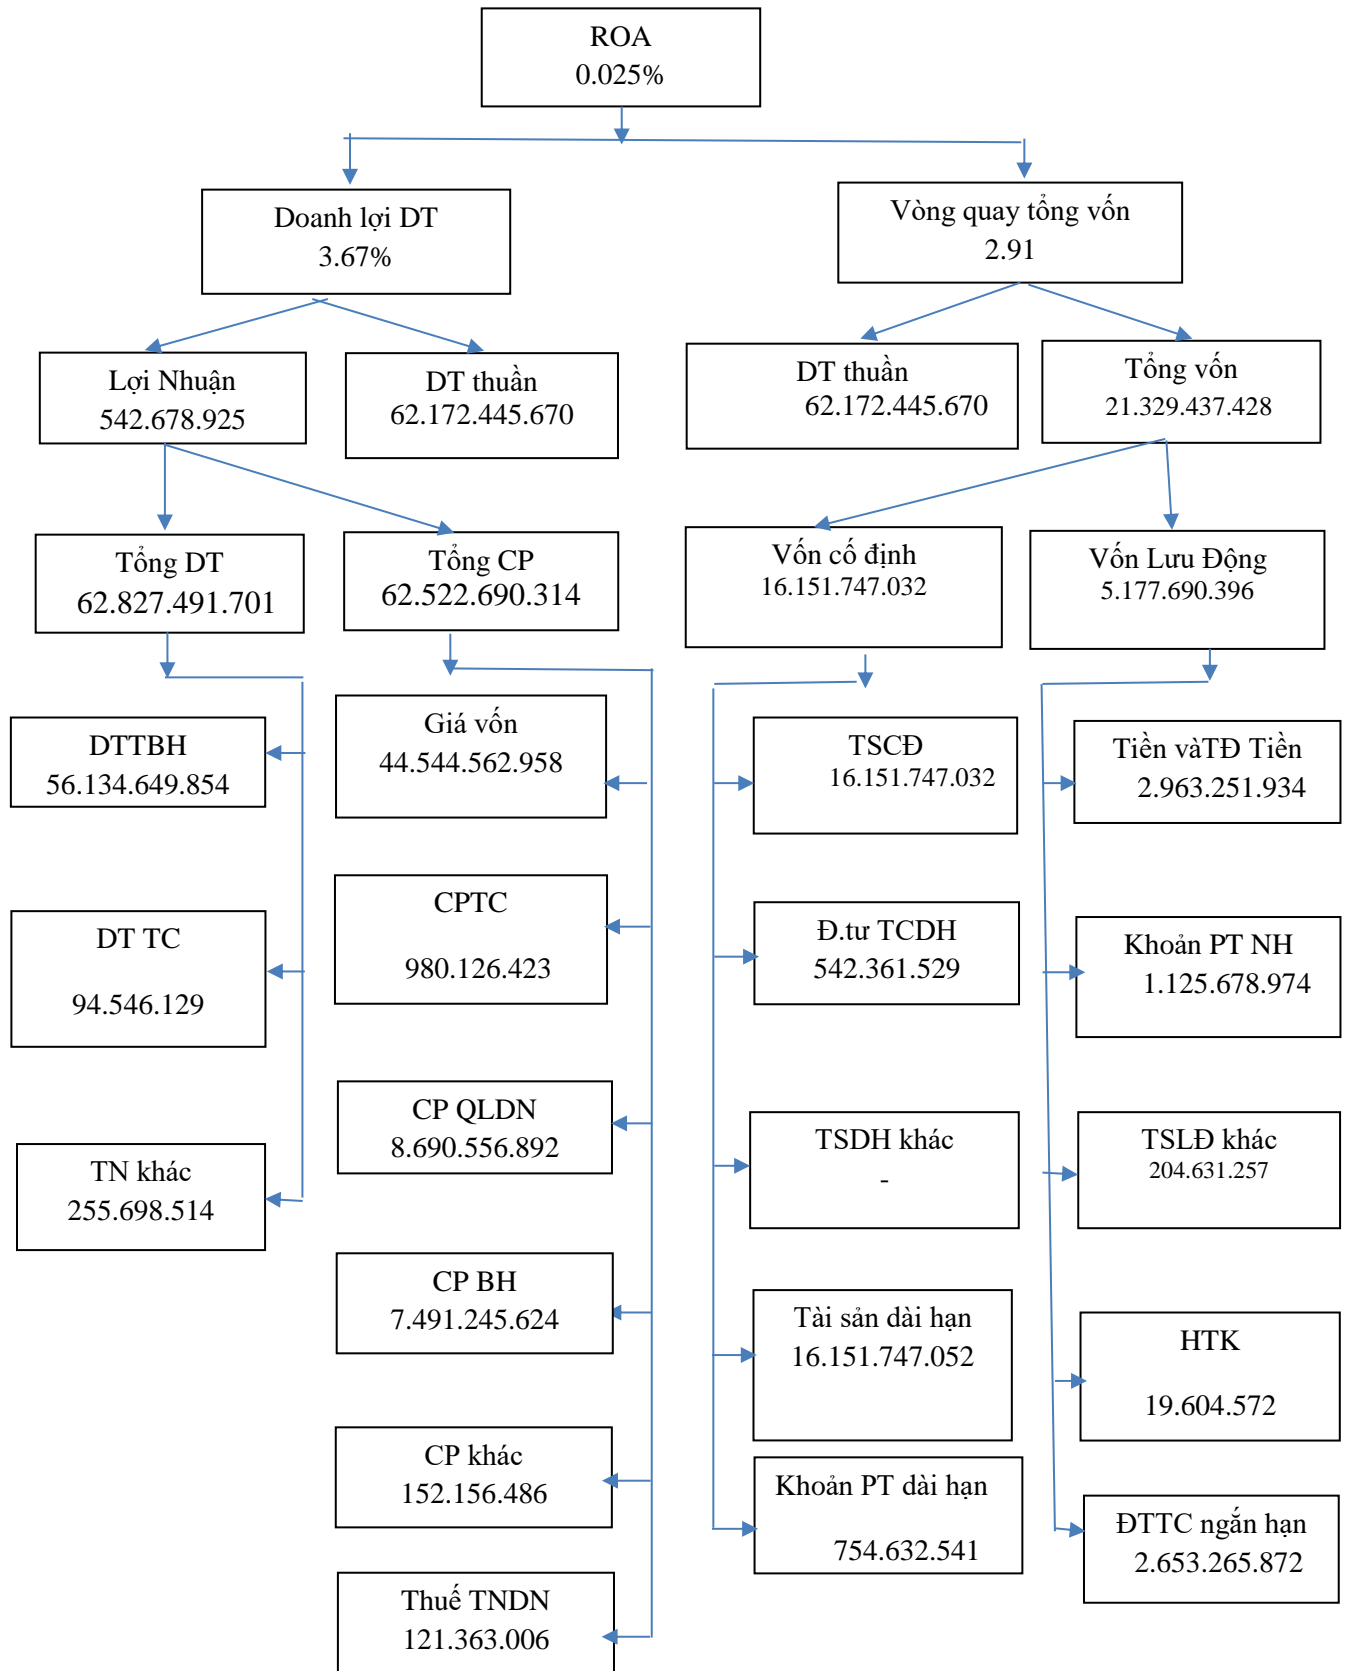 ROA
0.025%
Doanh lợi DT
3.67%
Vòng quay tổng vốn
2.91
Lợi Nhuận
542.678.925
DT thuần
62.172.445.670
DT thuần
62.172.445.670
Tổng vốn
21.329.437.428
Tổng DT
62.827.491.701
Tổng CP
62.522.690.314
Vốn cố định
16.151.747.032
Vốn Lưu Động
5.177.690.396
DTTBH
56.134.649.854
Giá vốn
44.544.562.958
TSCĐ
16.151.747.032
Tiền vàTĐ Tiền
2.963.251.934
DT TC
94.546.129
CPTC
980.126.423
Đ.tư TCDH
542.361.529
Khoản PT NH
1.125.678.974
TN khác
255.698.514
CP QLDN
8.690.556.892
TSDH khác
-
TSLĐ khác
204.631.257
CP BH
7.491.245.624
Tài sản dài hạn
16.151.747.052
HTK
19.604.572
CP khác
152.156.486
Khoản PT dài hạn
754.632.541
ĐTTC ngắn hạn
2.653.265.872
Thuế TNDN
121.363.006